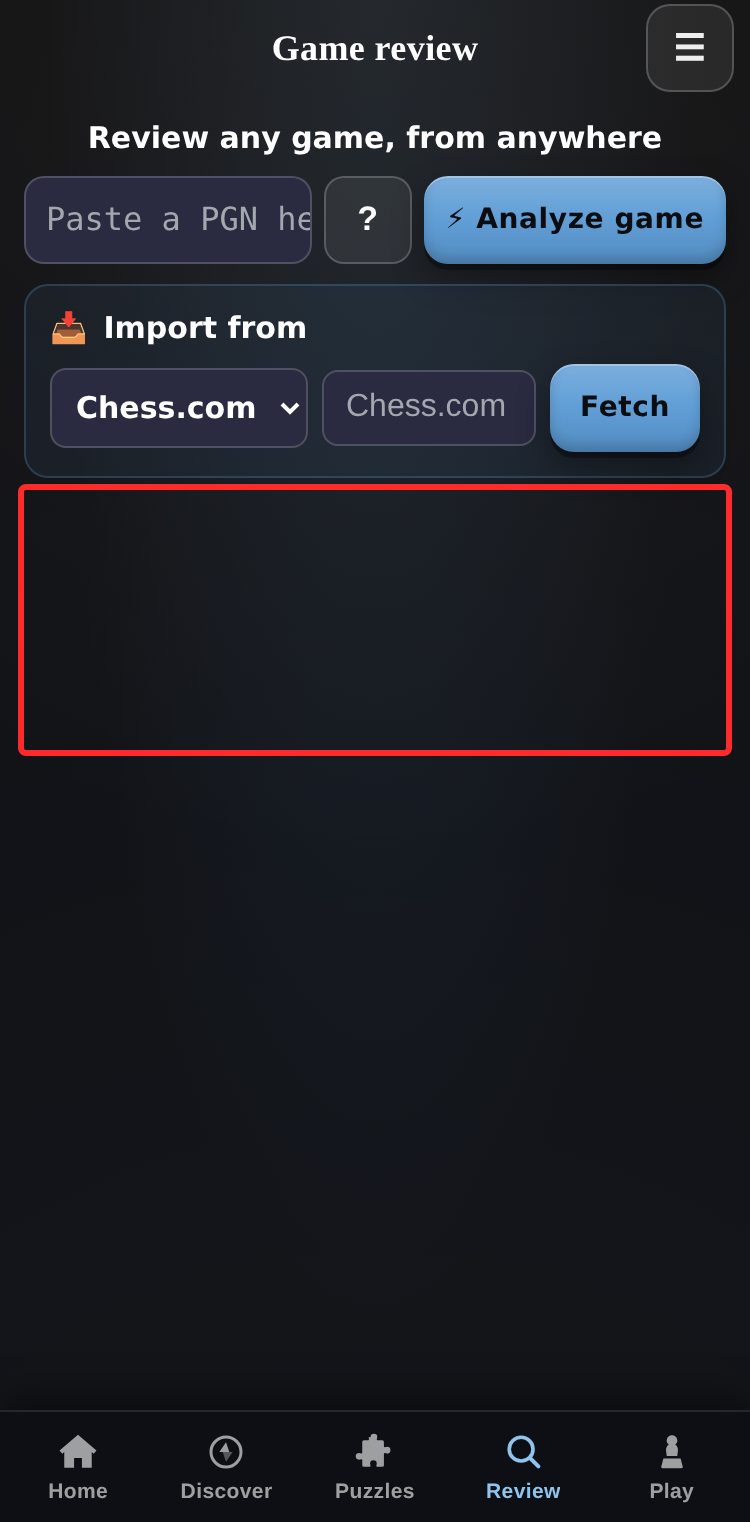 Game review
Review any game, from anywhere
Paste a PGN he
?
⚡ Analyze game
Import from
Chess.com
Chess.com
Fetch
Home
Discover
Puzzles
Review
Play